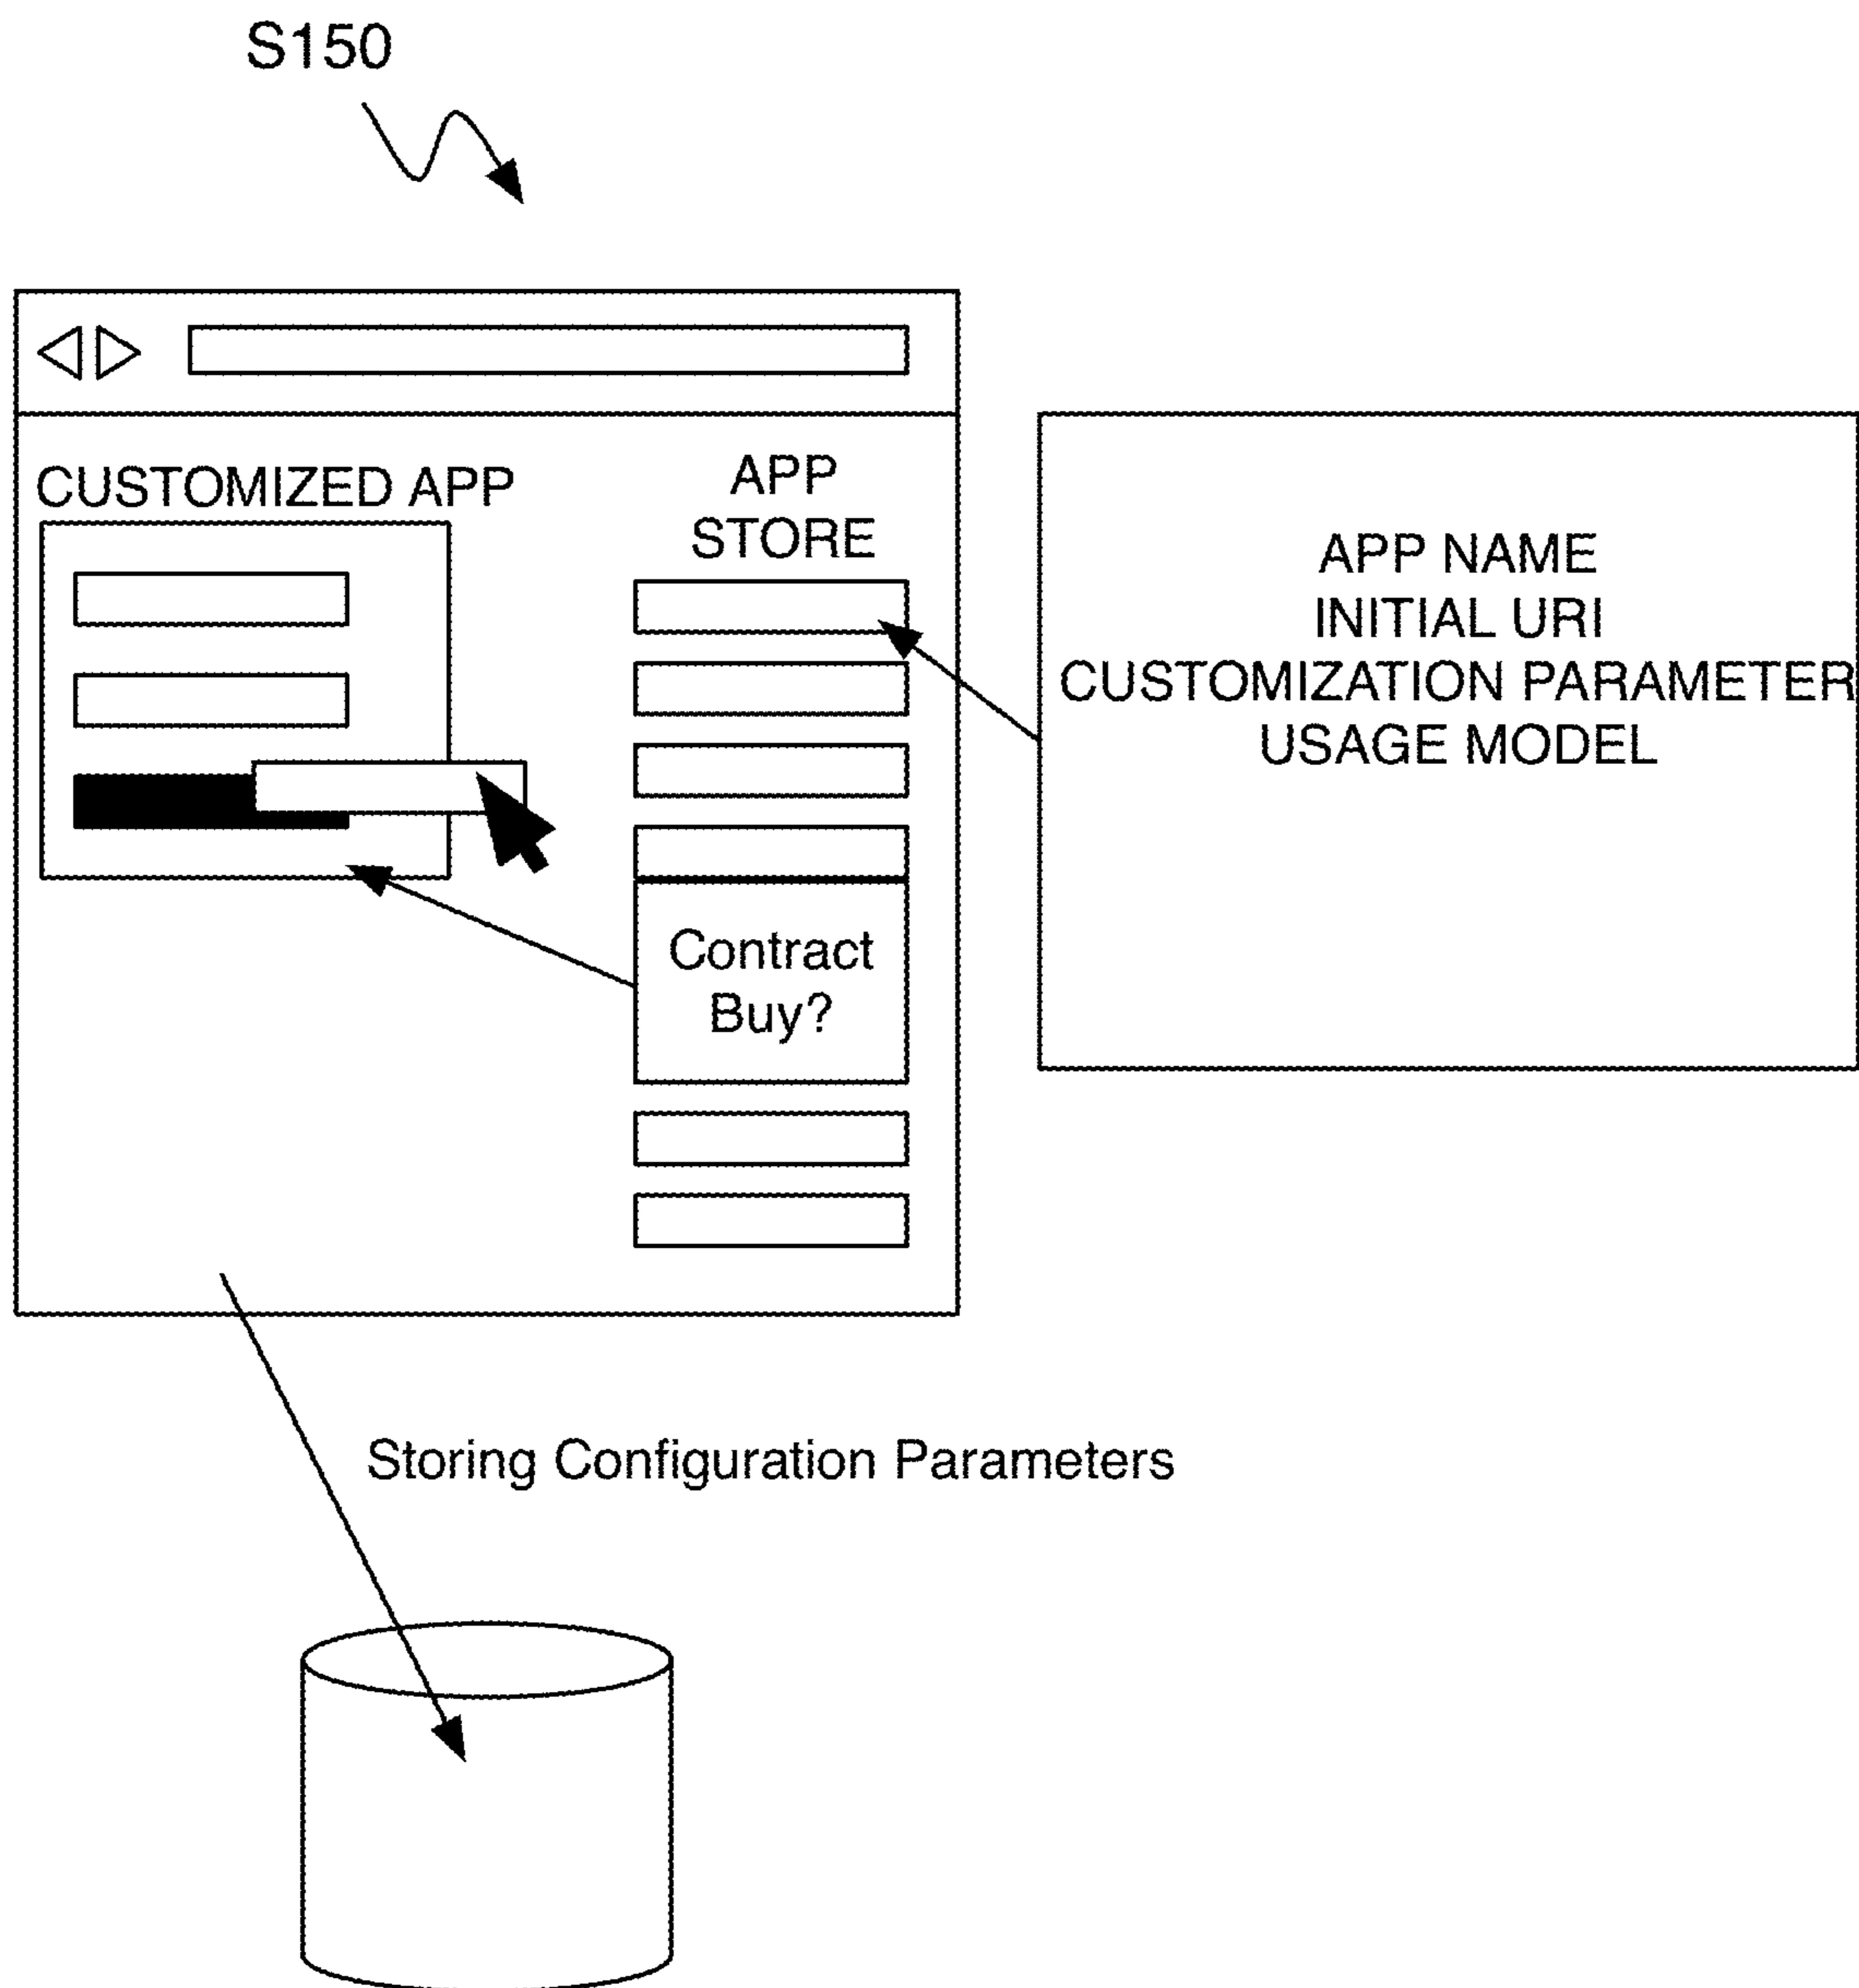 S150
CUSTOMIZED APP
APP
STORE
Contract
Buy?
APP NAME
INITIAL URI
CUSTOMIZATION PARAMETER
USAGE MODEL
Storing Configuration Parameters